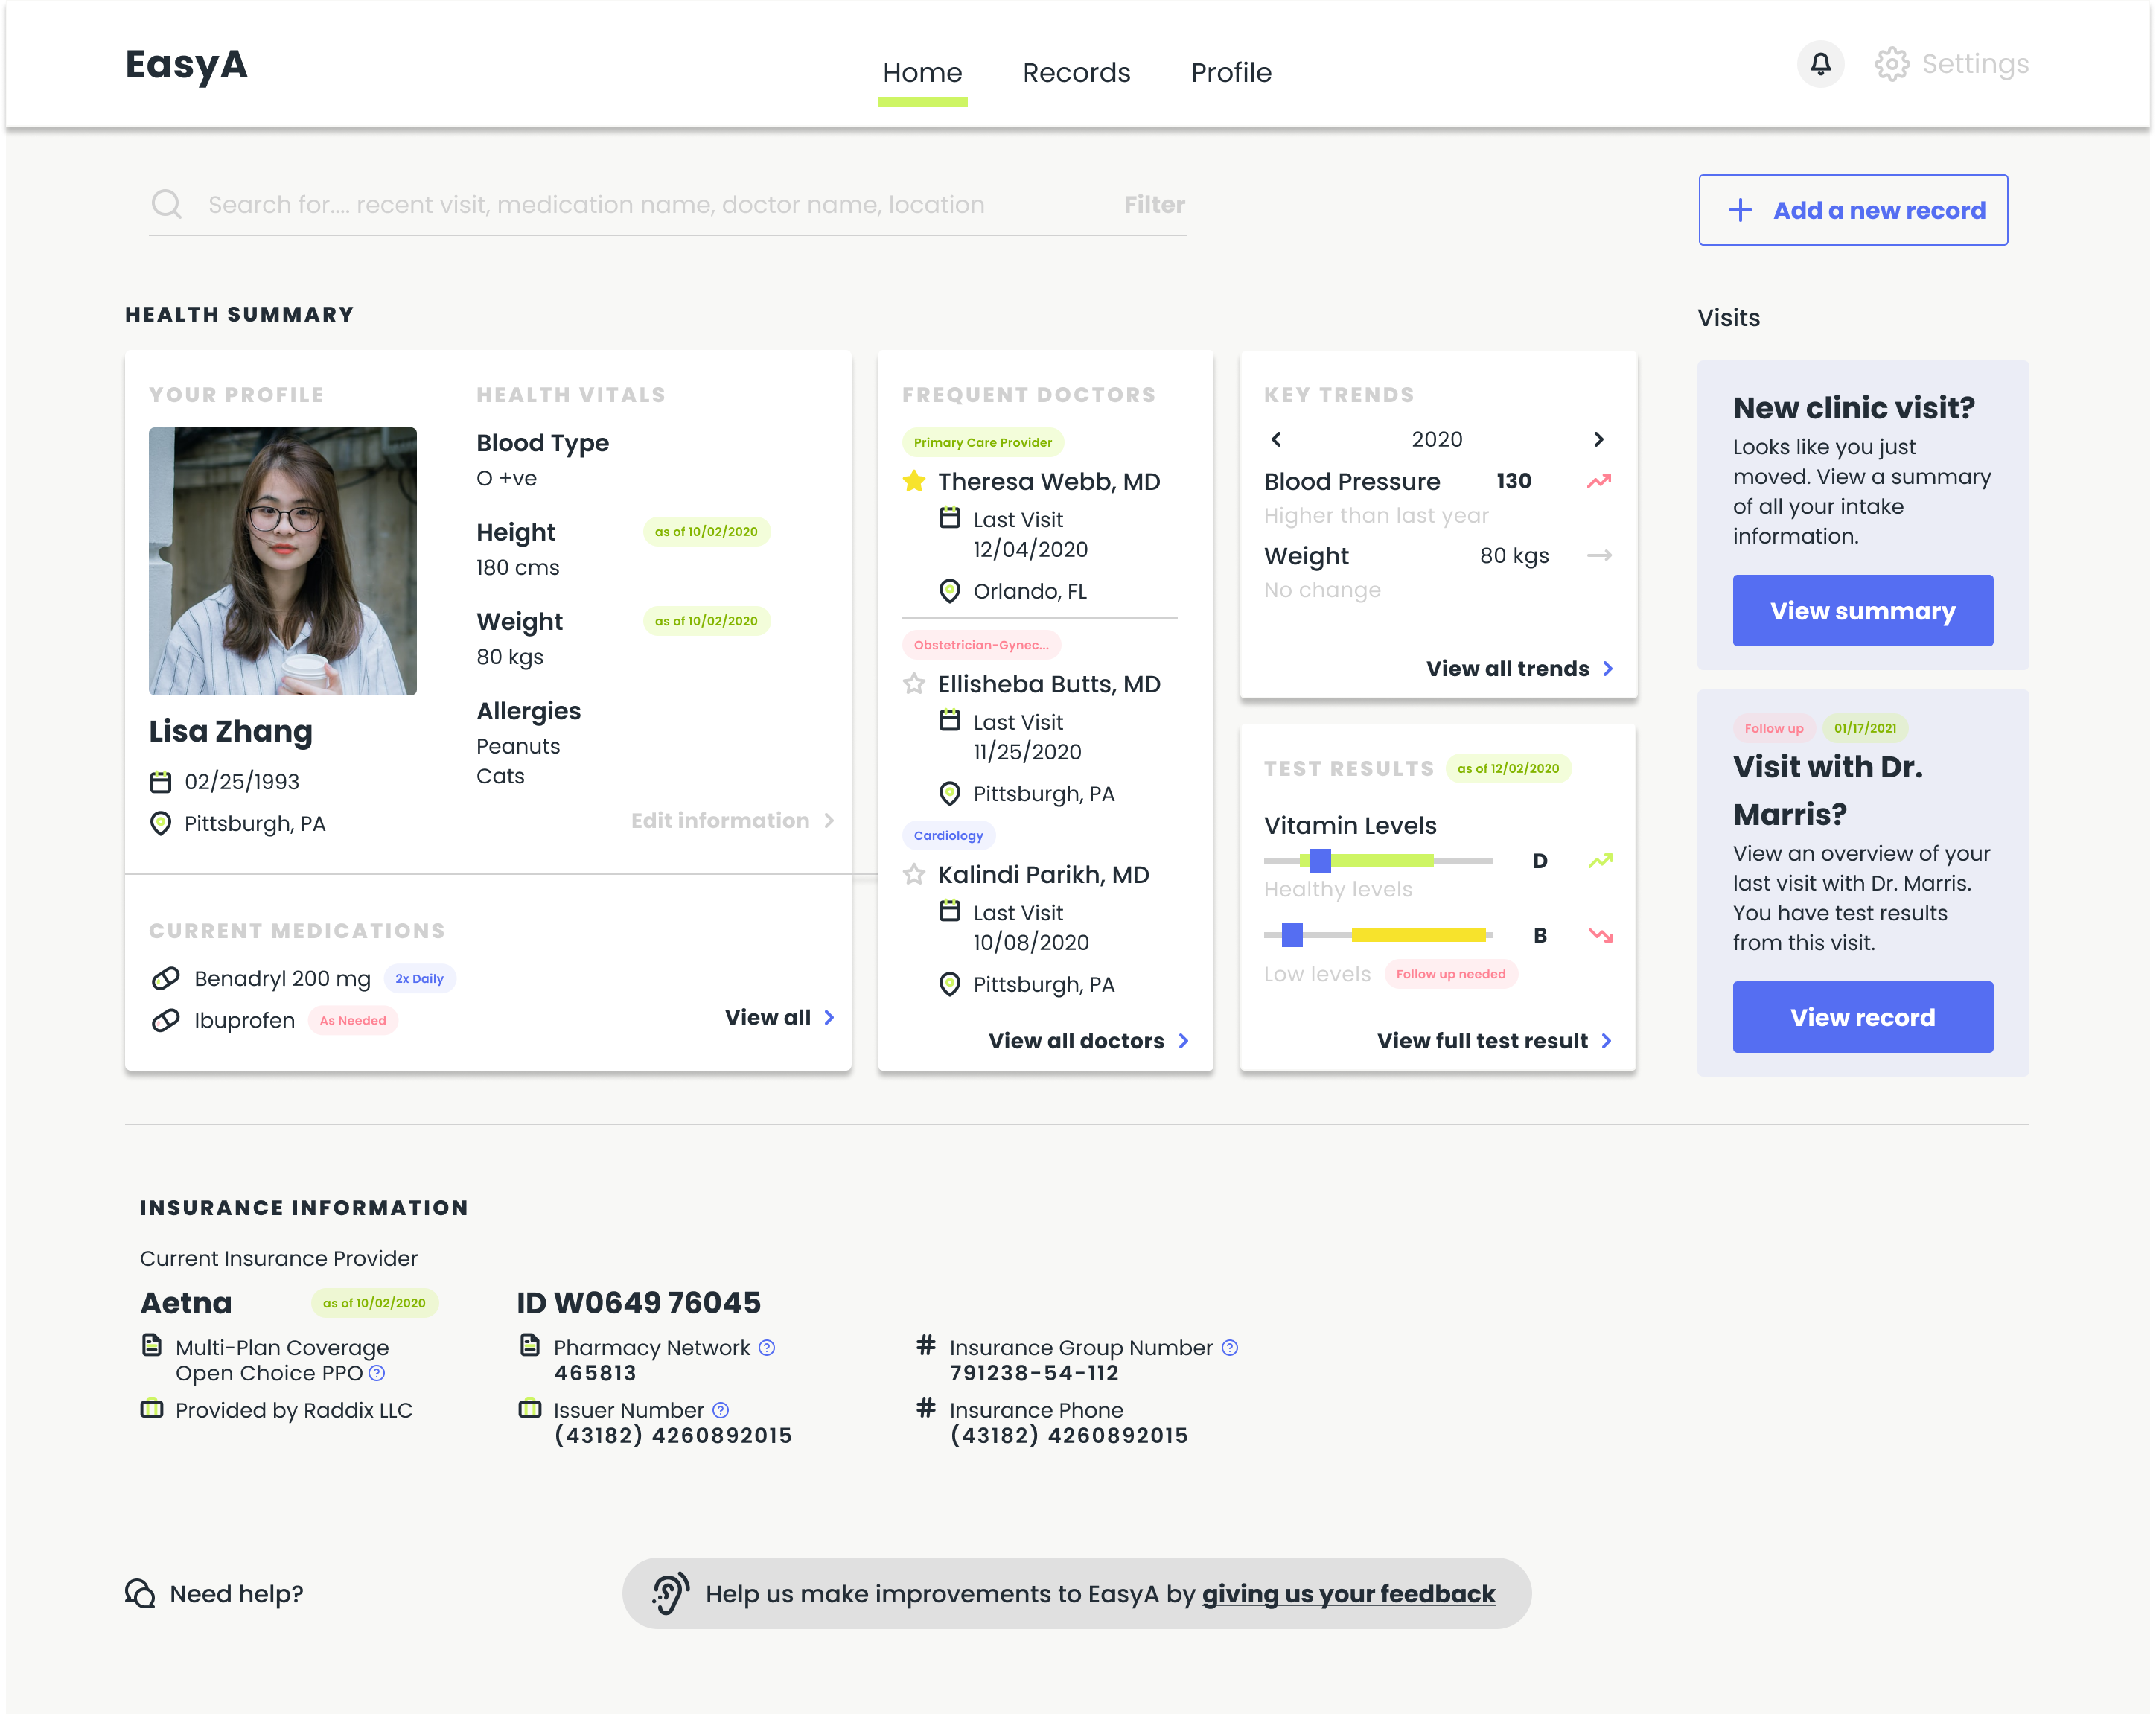 EasyA
Home
Records
Profile
Settings
Search for.... recent visit, medication name, doctor name, location
Filter
Add a new record
HEALTH SUMMARY
YOUR PROFILE
Lisa Zhang
02/25/1993
Pittsburgh, PA
HEALTH VITALS
Blood Type
O +ve
Height
as of 10/02/2020
180 cms
Weight
as of 10/02/2020
80 kgs
Allergies
Peanuts
Cats
Edit information
CURRENT MEDICATIONS
Benadryl 200 mg
2x Daily
Ibuprofen
As Needed
View all
FREQUENT DOCTORS
Primary Care Provider
Theresa Webb, MD
Last Visit
12/04/2020
Orlando, FL
Obstetrician-Gynec...
Ellisheba Butts, MD
Last Visit
11/25/2020
Pittsburgh, PA
Cardiology
Kalindi Parikh, MD
Last Visit
10/08/2020
Pittsburgh, PA
View all doctors
KEY TRENDS
2020
Blood Pressure
130
Higher than last year
Weight
80 kgs
No change
View all trends
TEST RESULTS
as of 12/02/2020
Vitamin Levels
D
Healthy levels
B
Low levels
Follow up needed
View full test result
Visits
New clinic visit?
Looks like you just
moved. View a summary
of all your intake
information.
View summary
Follow up
01/17/2021
Visit with Dr.
Marris?
View an overview of your
last visit with Dr. Marris.
You have test results
from this visit.
View record
INSURANCE INFORMATION
Current Insurance Provider
Aetna
as of 10/02/2020
Multi-Plan Coverage
Open Choice PPO
Provided by Raddix LLC
ID W0649 76045
Pharmacy Network
465813
Issuer Number
(43182) 4260892015
Insurance Group Number
791238-54-112
Insurance Phone
(43182) 4260892015
Need help?
Help us make improvements to EasyA by giving us your feedback